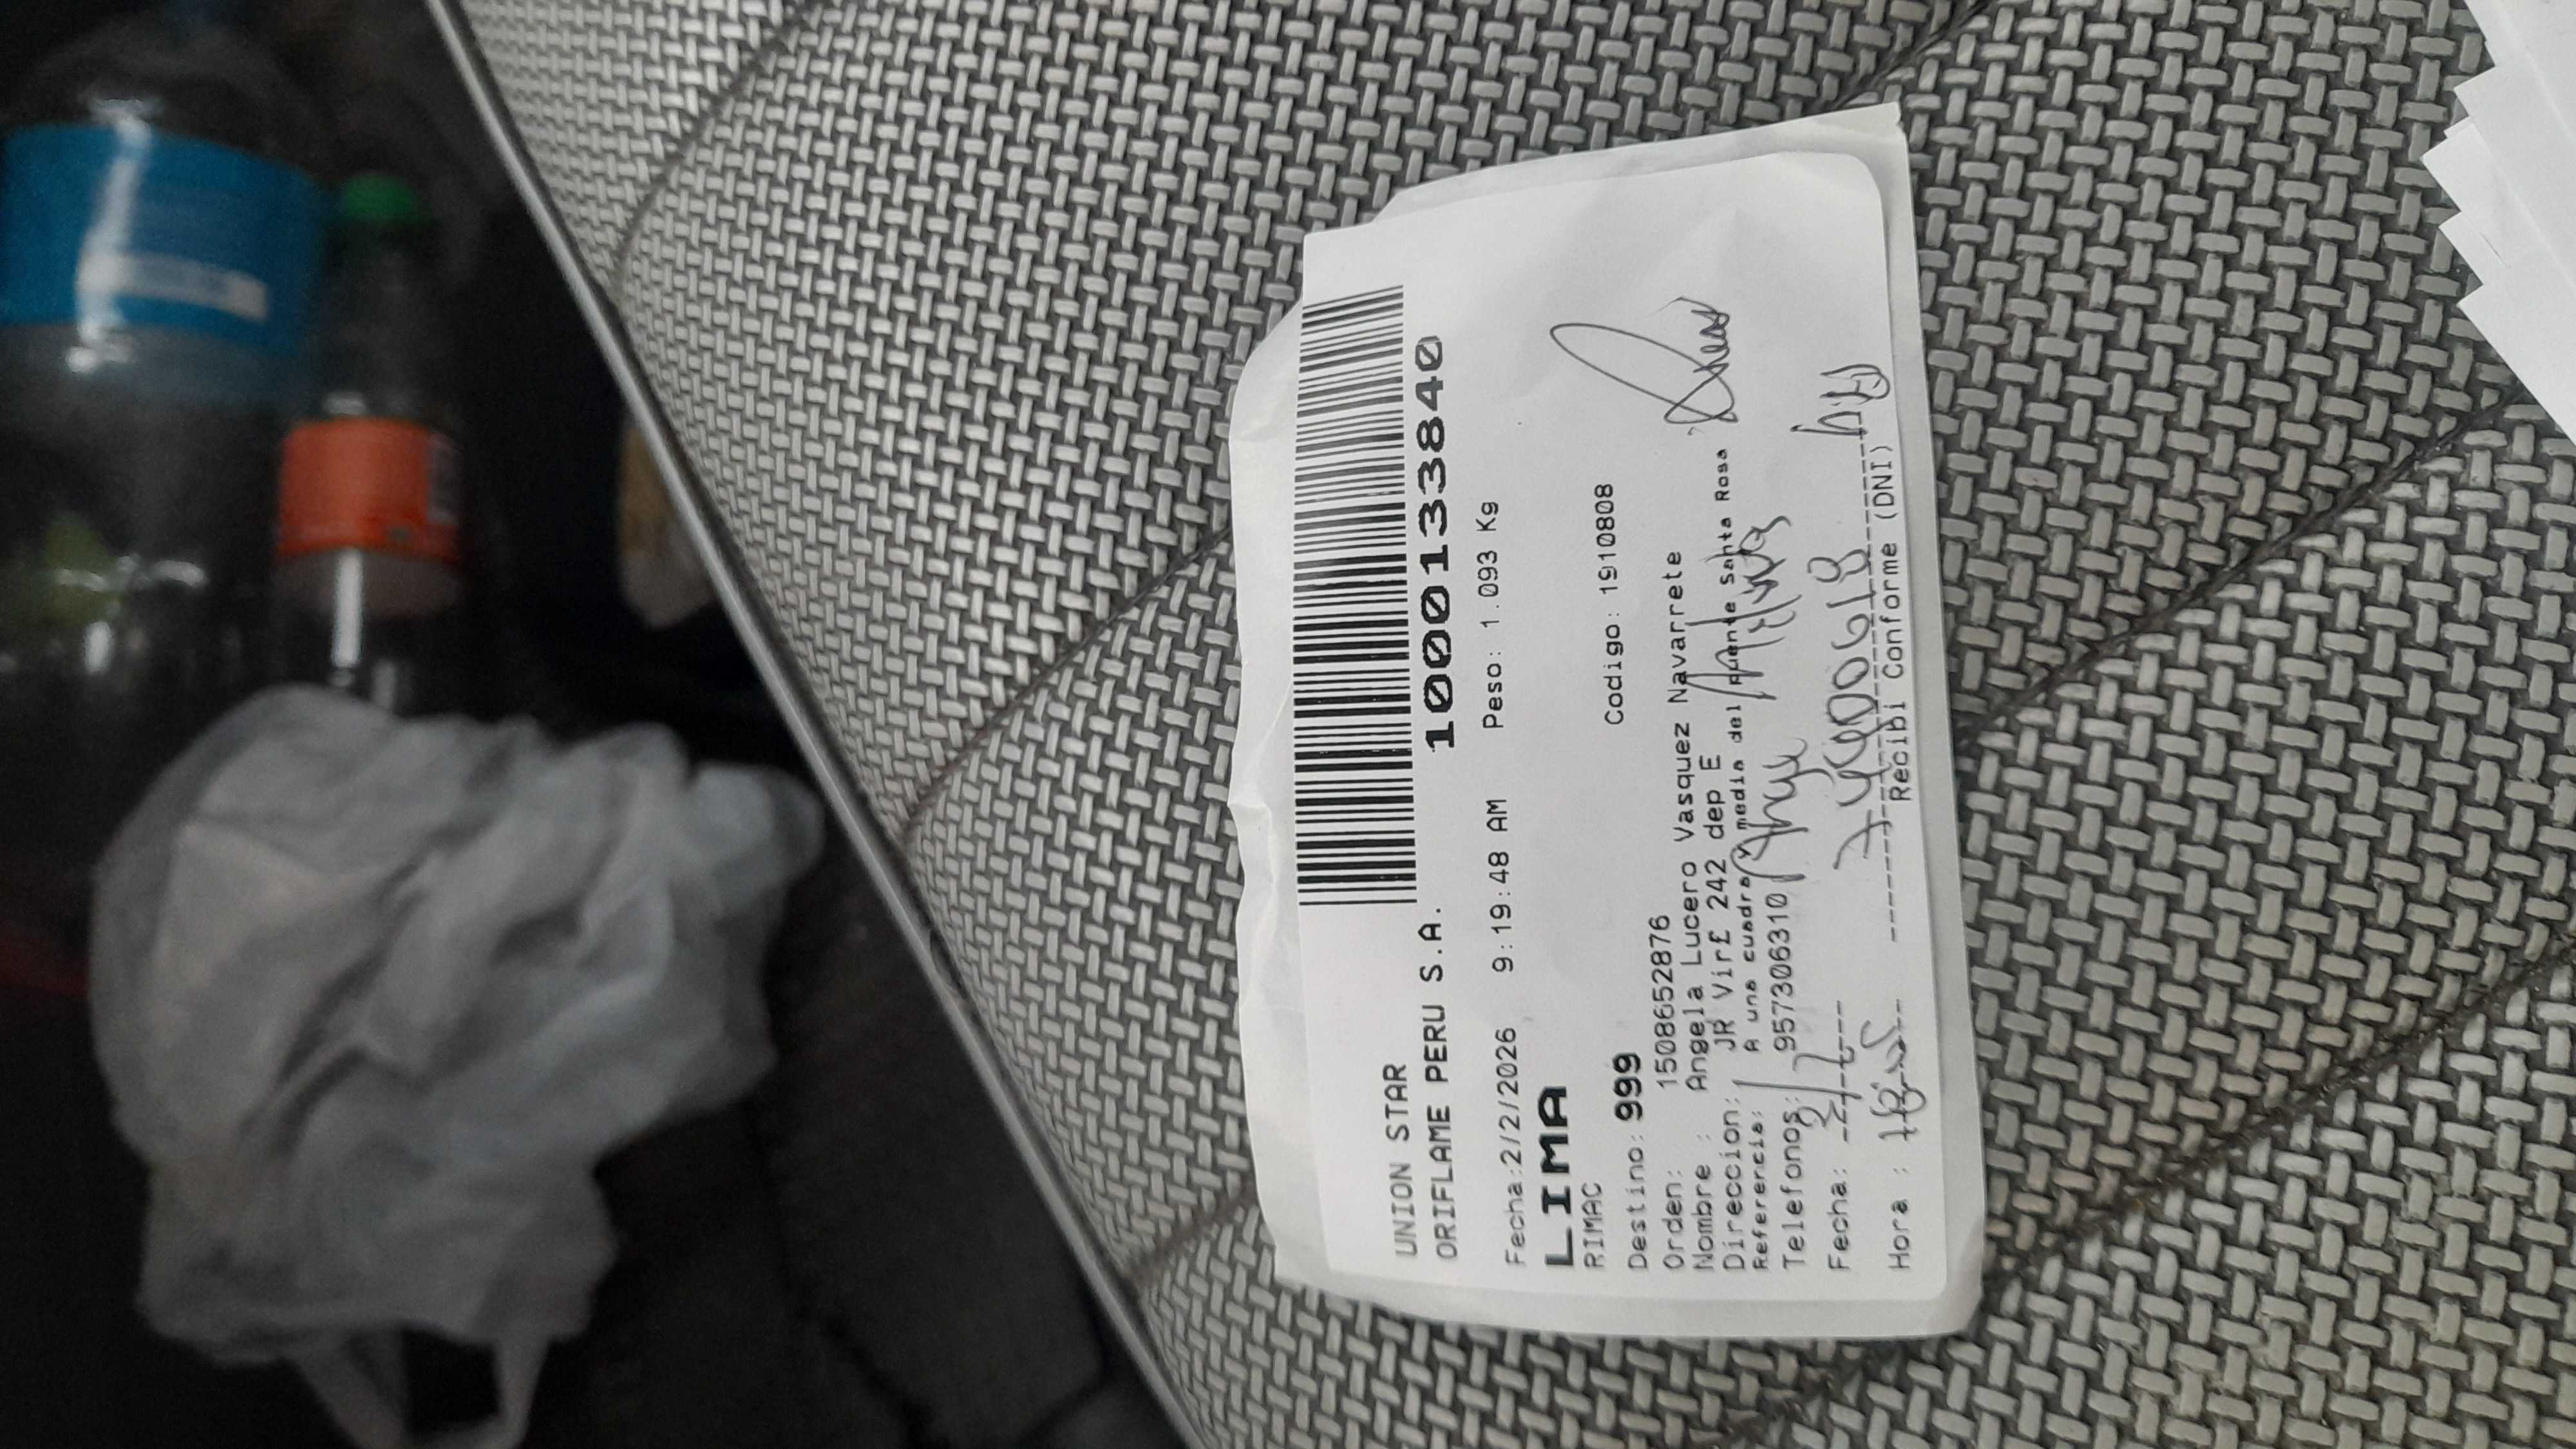 UNION STAR
ORIFLAME PERU S.A. 1000133840
Fecha:2/2/2026 9:19:48 AM Peso: 1.093 Kg
LIMA
RIMAC
Destino: 999 Codigo: 19110808
Orden: 150865652876
Nombre : Angela Lucero Vasquez Navarrete
Direccion: JR Vir£ 242 dep E
Referencia: A una cuadra y media del puente Santa Rosa
Telefonos: 957306310
Fecha:
Hora :
Recibi Conforme (DNI)